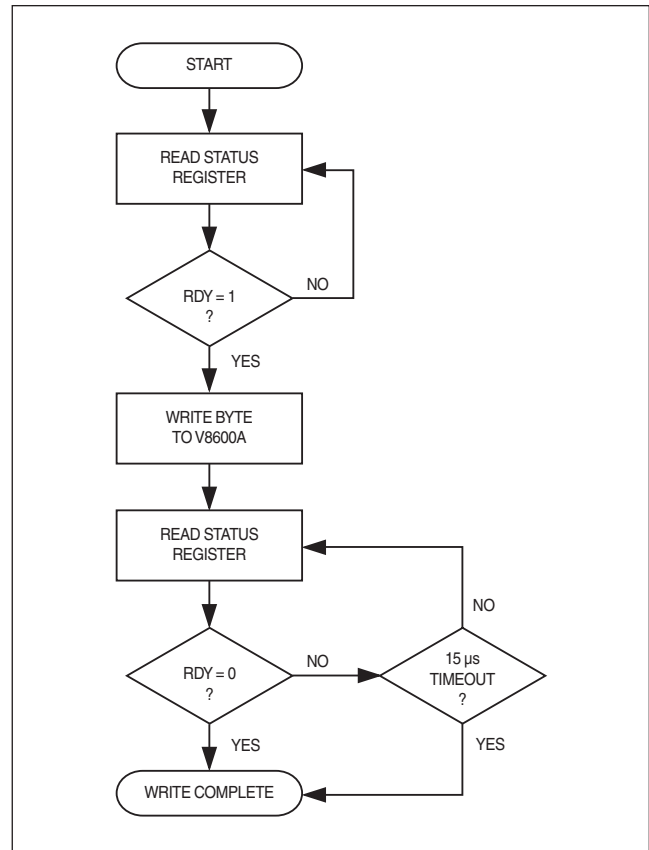 START
READ STATUS
REGISTER
NO
RDY = 1
?
YES
WRITE BYTE
TO V8600A
READ STATUS
REGISTER
NO
RDY = 0
?
NO
15 µs
TIMEOUT
?
YES
YES
WRITE COMPLETE